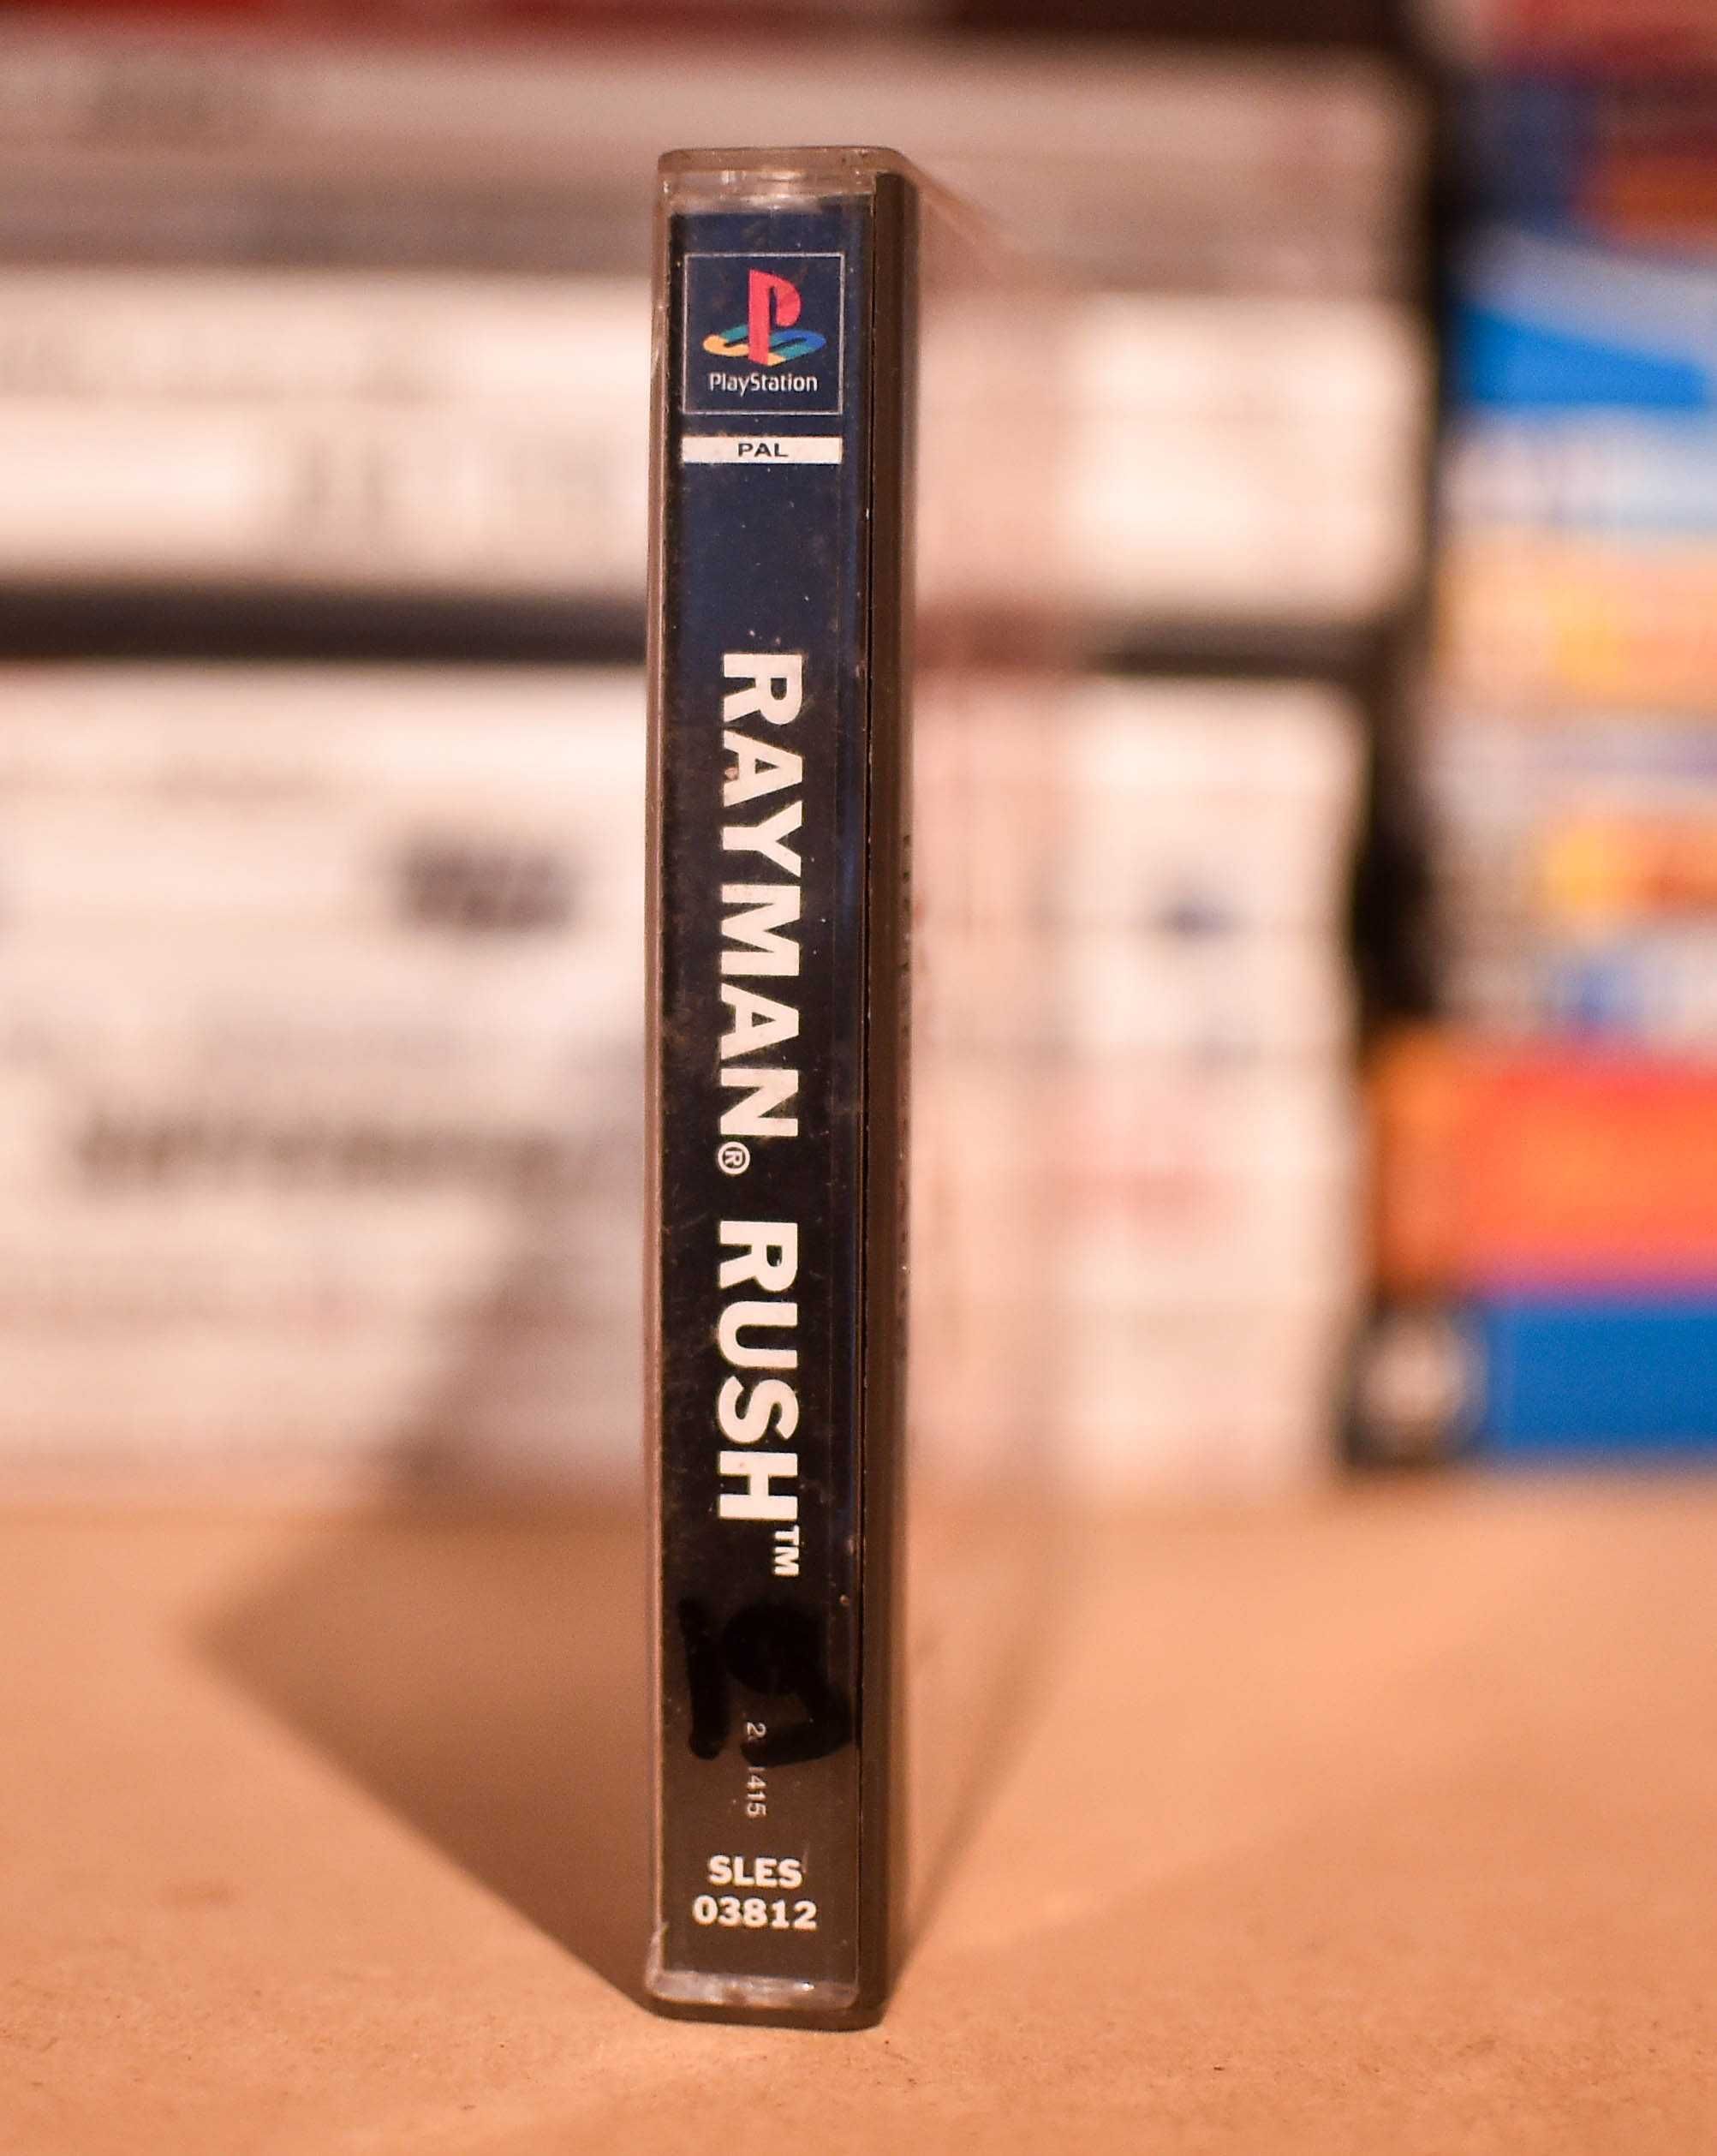 PlayStation
PAL
RAYMAN® RUSH™
SLES
03812